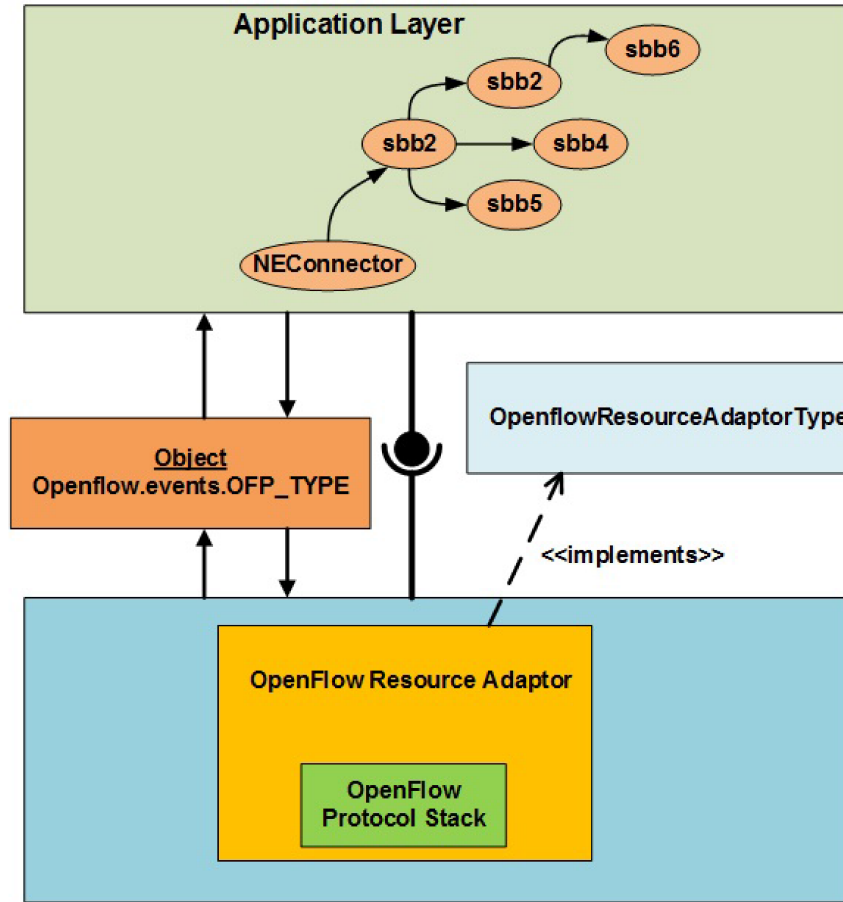 Application Layer
sbb6
sbb2
sbb2
sbb4
sbb5
NEConnector
OpenflowResourceAdaptorType
Object
Openflow.events.OFP_TYPE
<<implements>>
OpenFlow Resource Adaptor
OpenFlow
Protocol Stack